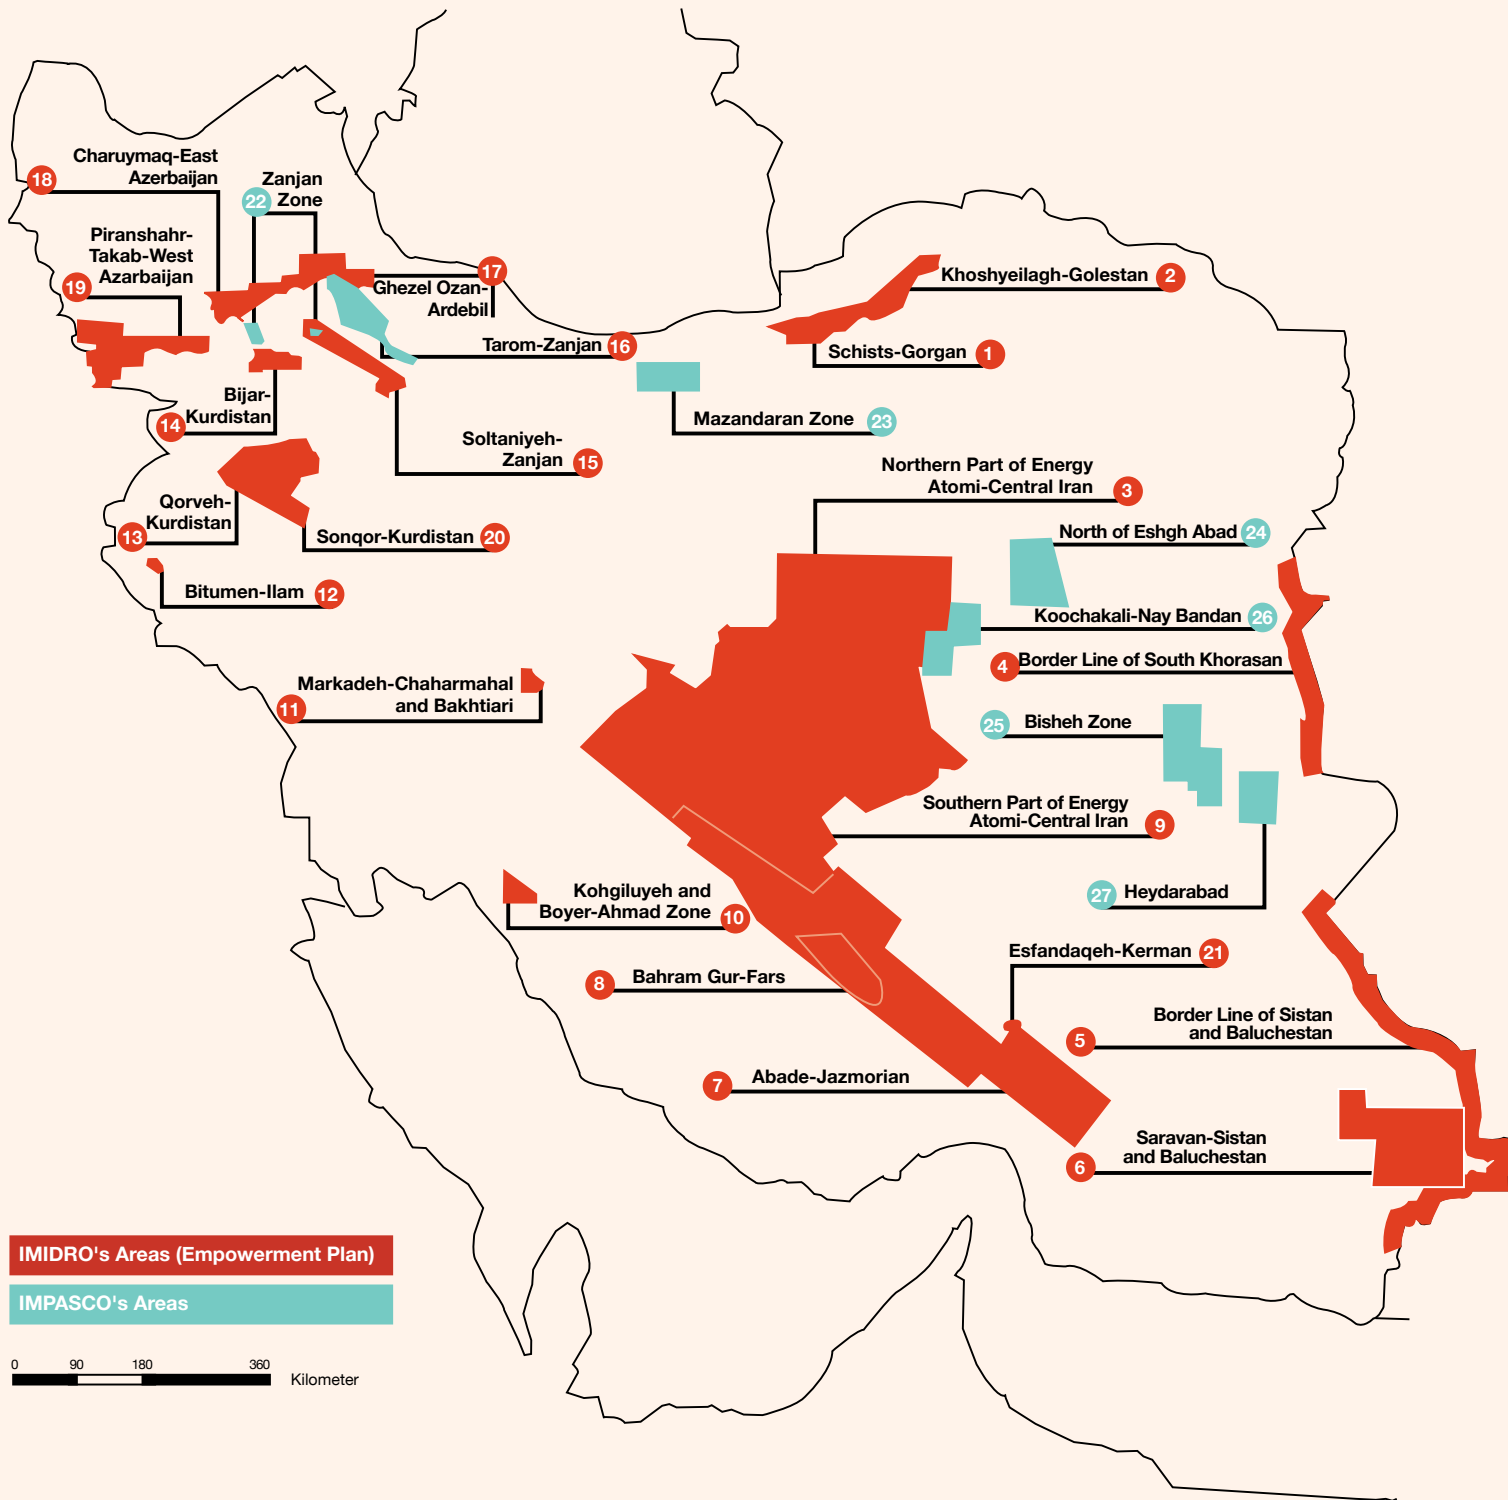 Charuymaq-East
Azerbaijan
18
Zanjan
Zone
22
Piranshahr-
Takab-West
Azarbaijan
19
17
Ghezel Ozan-
Ardebil
Khoshyeilagh-Golestan
2
Tarom-Zanjan
16
Schists-Gorgan
1
Bijar-
Kurdistan
14
Mazandaran Zone
23
Soltaniyeh-
Zanjan
15
Northern Part of Energy
Atomi-Central Iran
3
Qorveh-
Kurdistan
13
Sonqor-Kurdistan
20
North of Eshgh Abad
24
Bitumen-Ilam
12
Koochakali-Nay Bandan
26
4
Border Line of South Khorasan
Markadeh-Chaharmahal
and Bakhtiari
11
25
Bisheh Zone
Southern Part of Energy
Atomi-Central Iran
9
Kohgiluyeh and
Boyer-Ahmad Zone
10
27
Heydarabad
Esfandaqeh-Kerman
21
8
Bahram Gur-Fars
Border Line of Sistan
and Baluchestan
5
7
Abade-Jazmorian
Saravan-Sistan
and Baluchestan
6
IMIDRO's Areas (Empowerment Plan)
IMPASCO's Areas
0 90 180 360
Kilometer